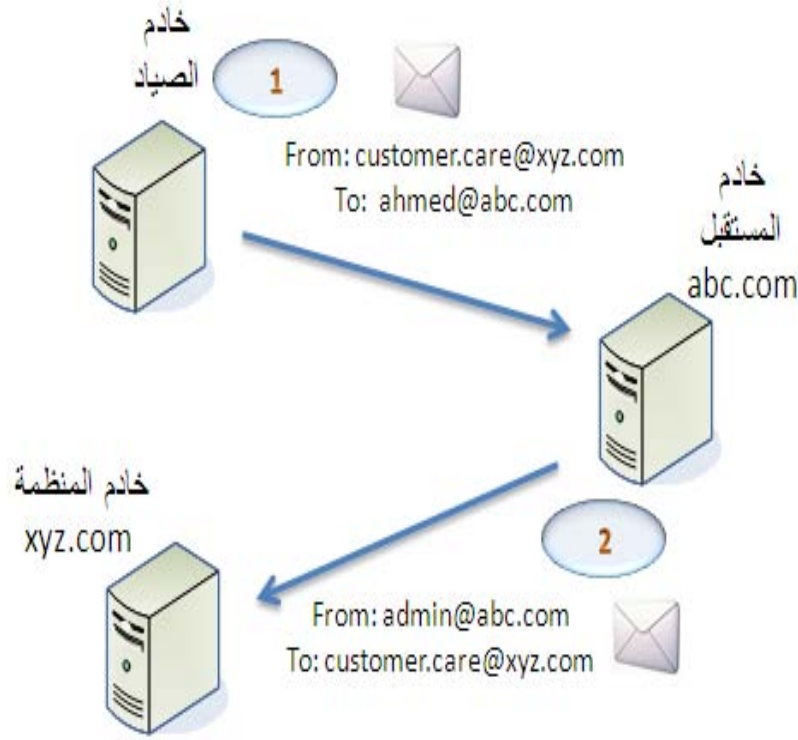 خادم
الصياد
1
From: customer.care@xyz.com
To: ahmed@abc.com
خادم
المستقبل
abc.com
خادم المنظمة
xyz.com
2
From: admin@abc.com
To: customer.care@xyz.com